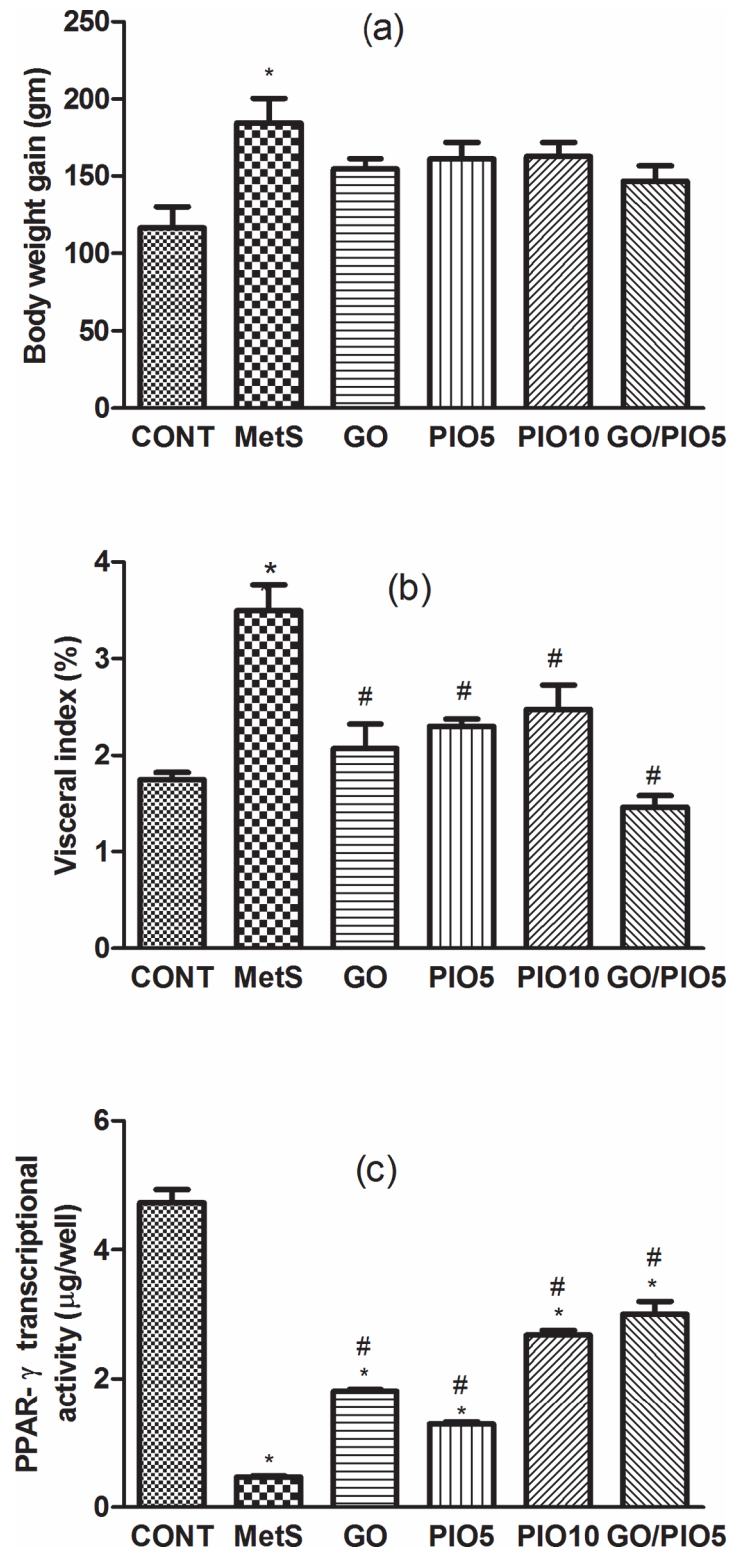 (a)
Body weight gain (gm)
250
200
150
100
50
0
*
CONT MetS GO PIO5 PIO10 GO/PIO5
(b)
Visceral index (%)
4
3
2
1
0
*
# # # #
CONT MetS GO PIO5 PIO10 GO/PIO5
(c)
PPAR- γ transcriptional
activity (μg/well)
6
4
2
0
*
# # # #
* * * *
CONT MetS GO PIO5 PIO10 GO/PIO5